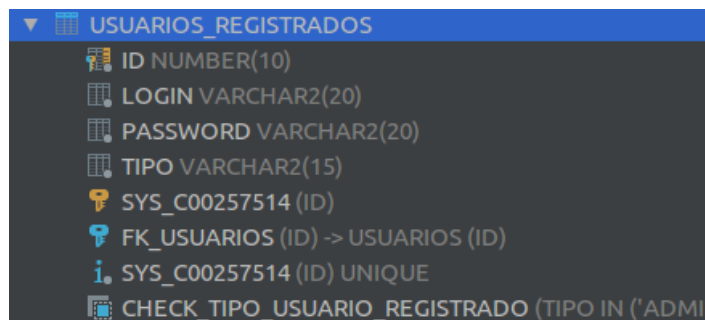 USUARIOS_REGISTRADOS
ID NUMBER(10)
LOGIN VARCHAR2(20)
PASSWORD VARCHAR2(20)
TIPO VARCHAR2(15)
SYS_C00257514 (ID)
FK_USUARIOS (ID) -> USUARIOS (ID)
SYS_C00257514 (ID) UNIQUE
CHECK_TIPO_USUARIO_REGISTRADO (TIPO IN ('ADMI